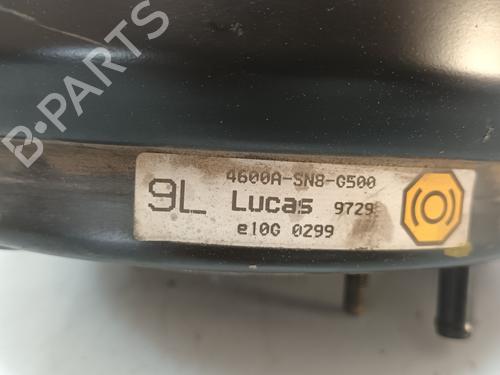 B-PARTS
4600A-SN8-G500
9L Lucas 9729
e10G 0299